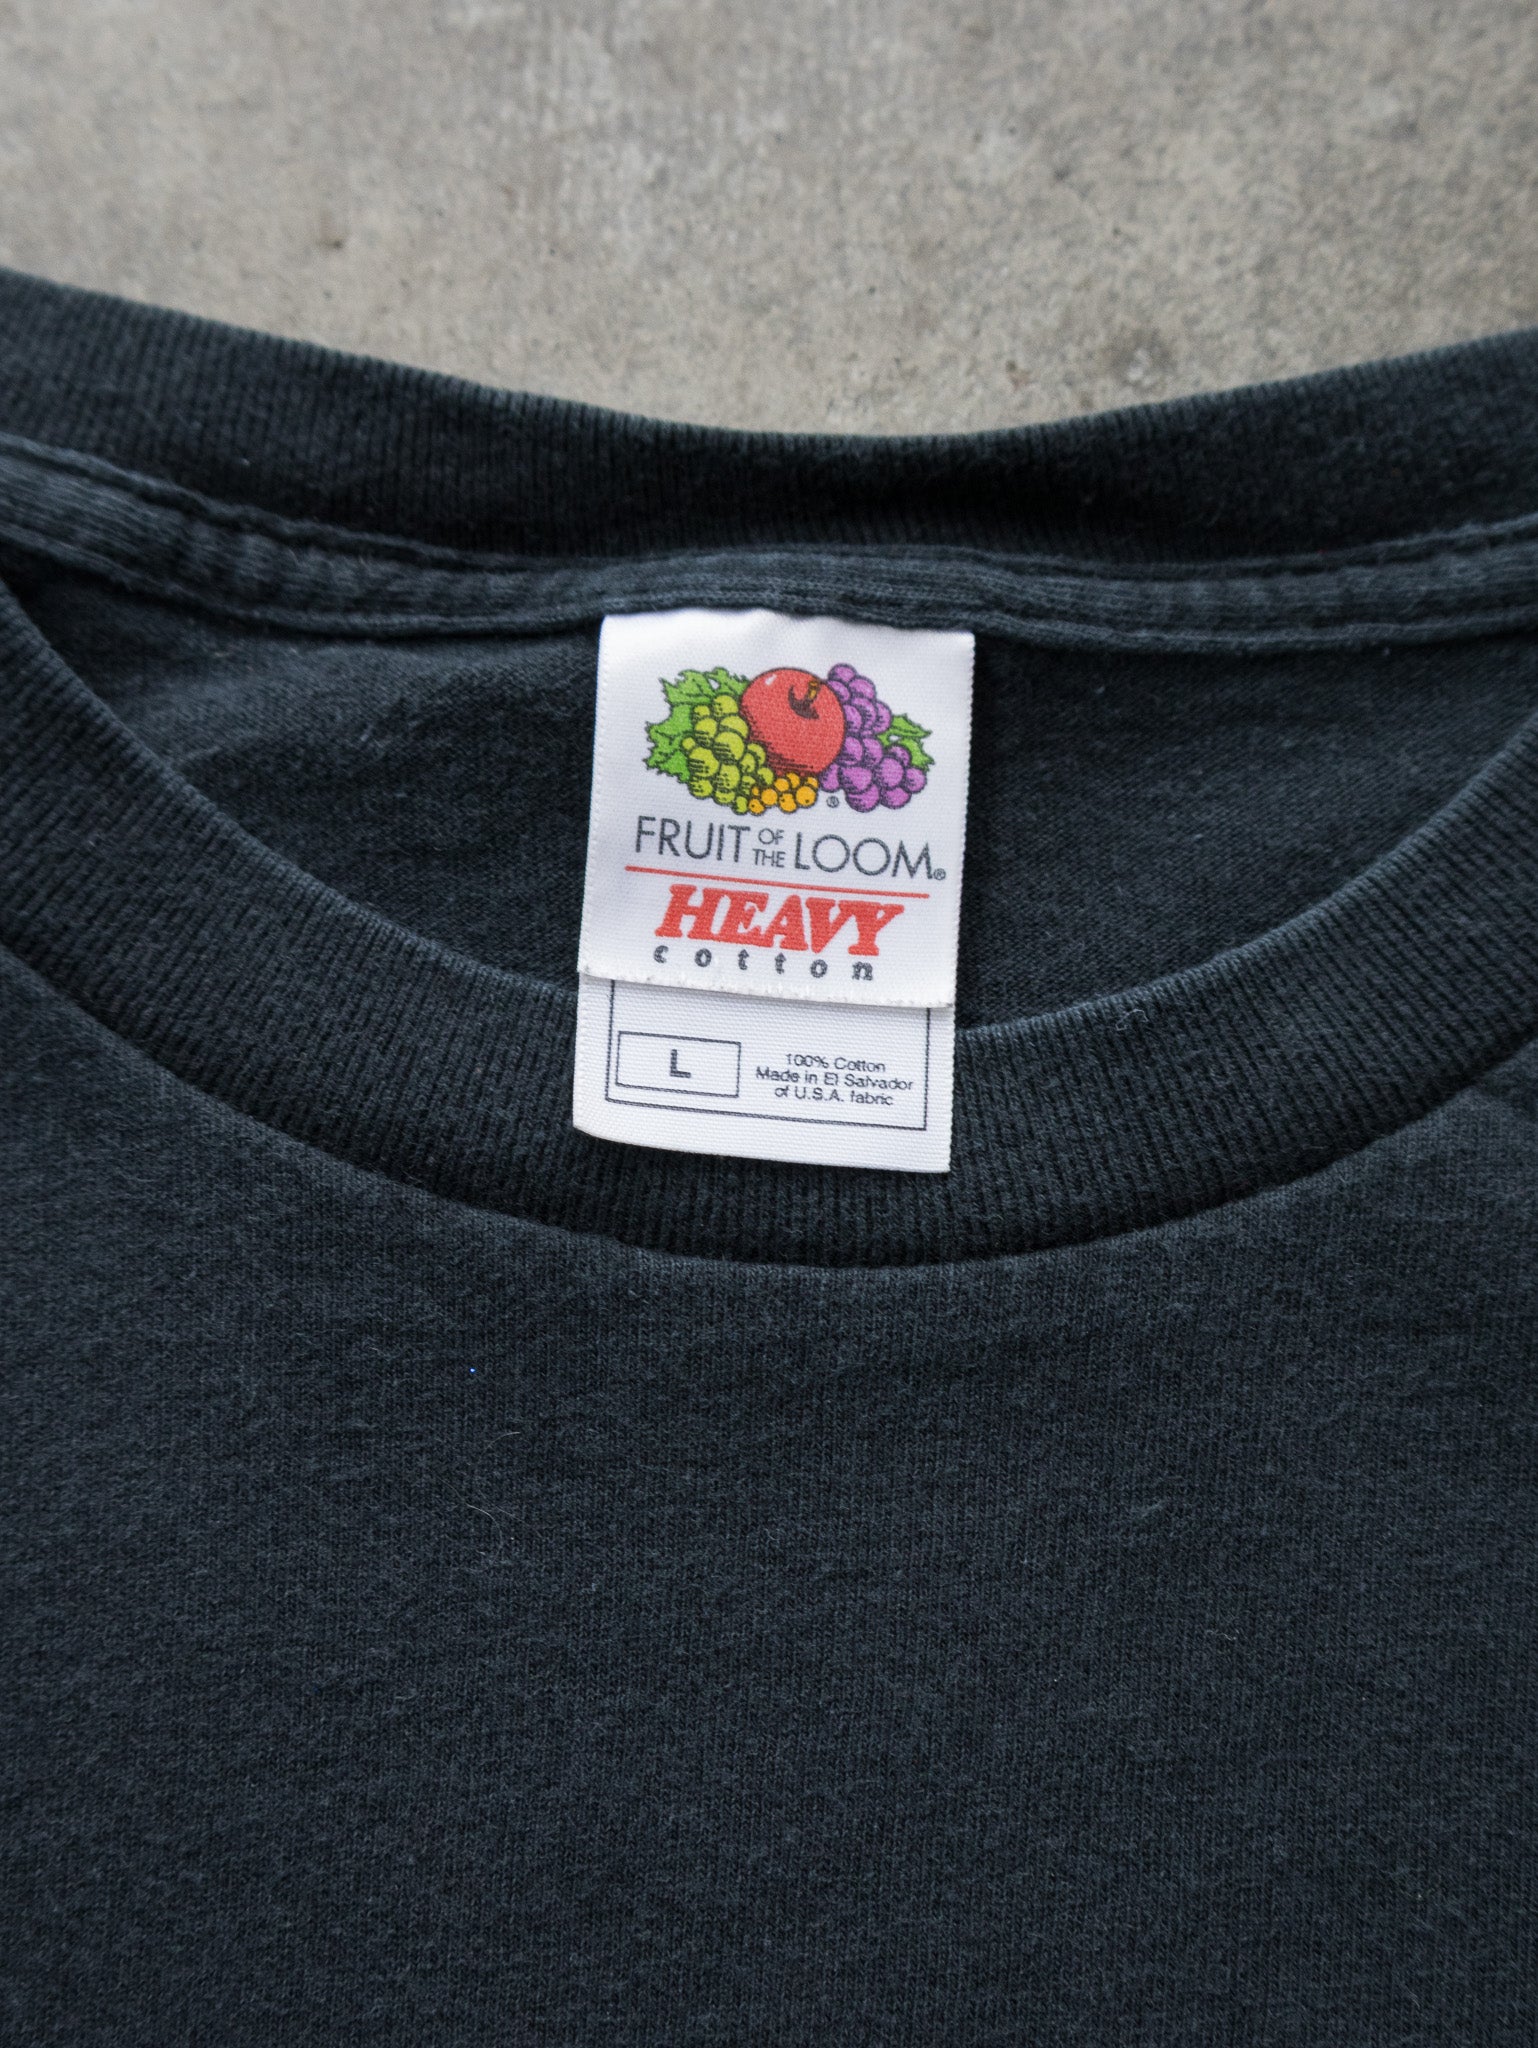 FRUIT OF THE LOOM®
HEAVY
cotton
L
100% Cotton
Made in El Salvador
of U.S.A. fabric